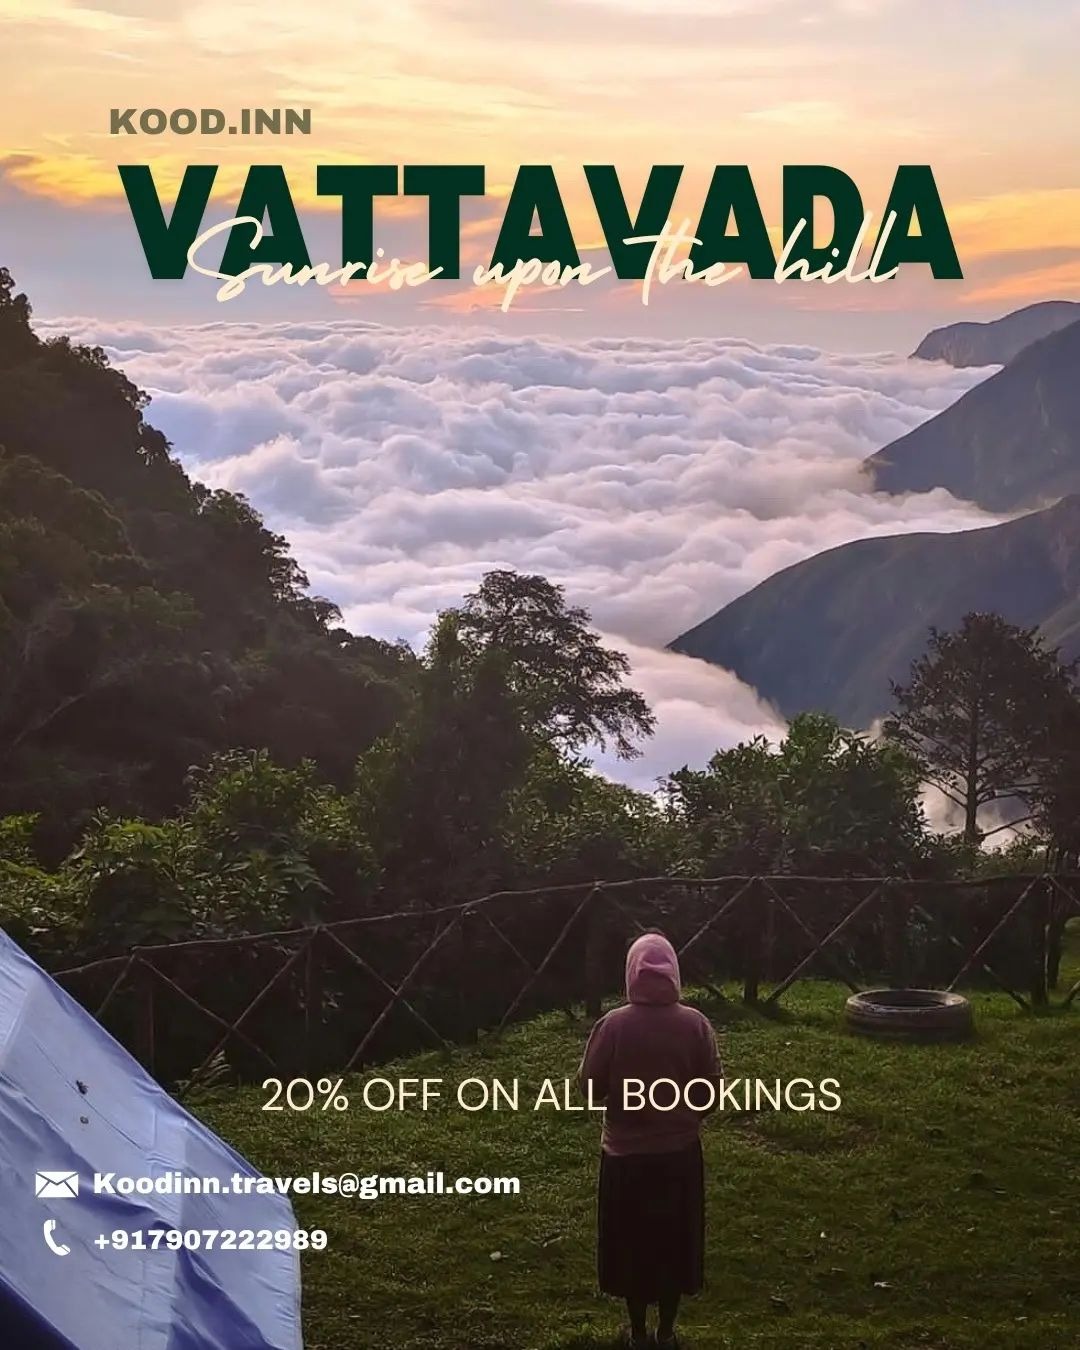 KOOD.INN
VATTAVADA
Sunrise upon the hill
20% OFF ON ALL BOOKINGS
Koodinn.travels@gmail.com
+917907222989